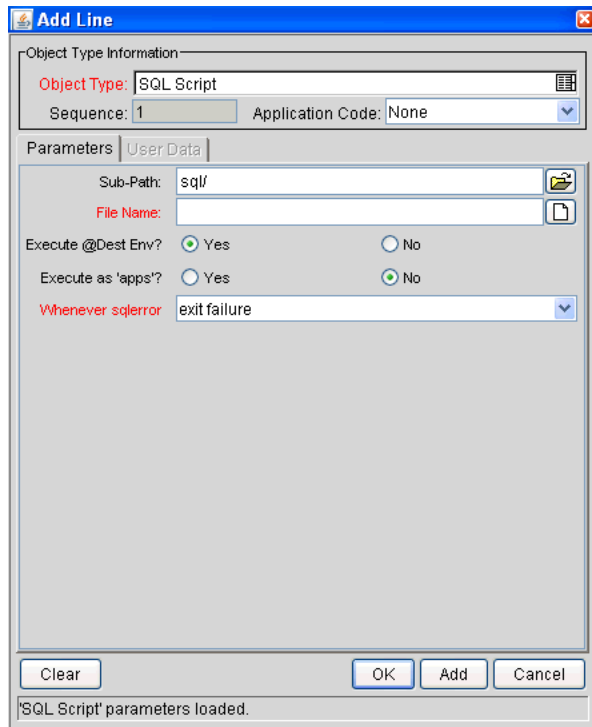 Add Line
Object Type Information
Object Type: SQL Script
Sequence: 1 Application Code: None
Parameters User Data
Sub-Path: sql/
File Name:
Execute @Dest Env? Yes No
Execute as 'apps'? Yes No
Whenever sqlerror exit failure
Clear OK Add Cancel
'SQL Script' parameters loaded.